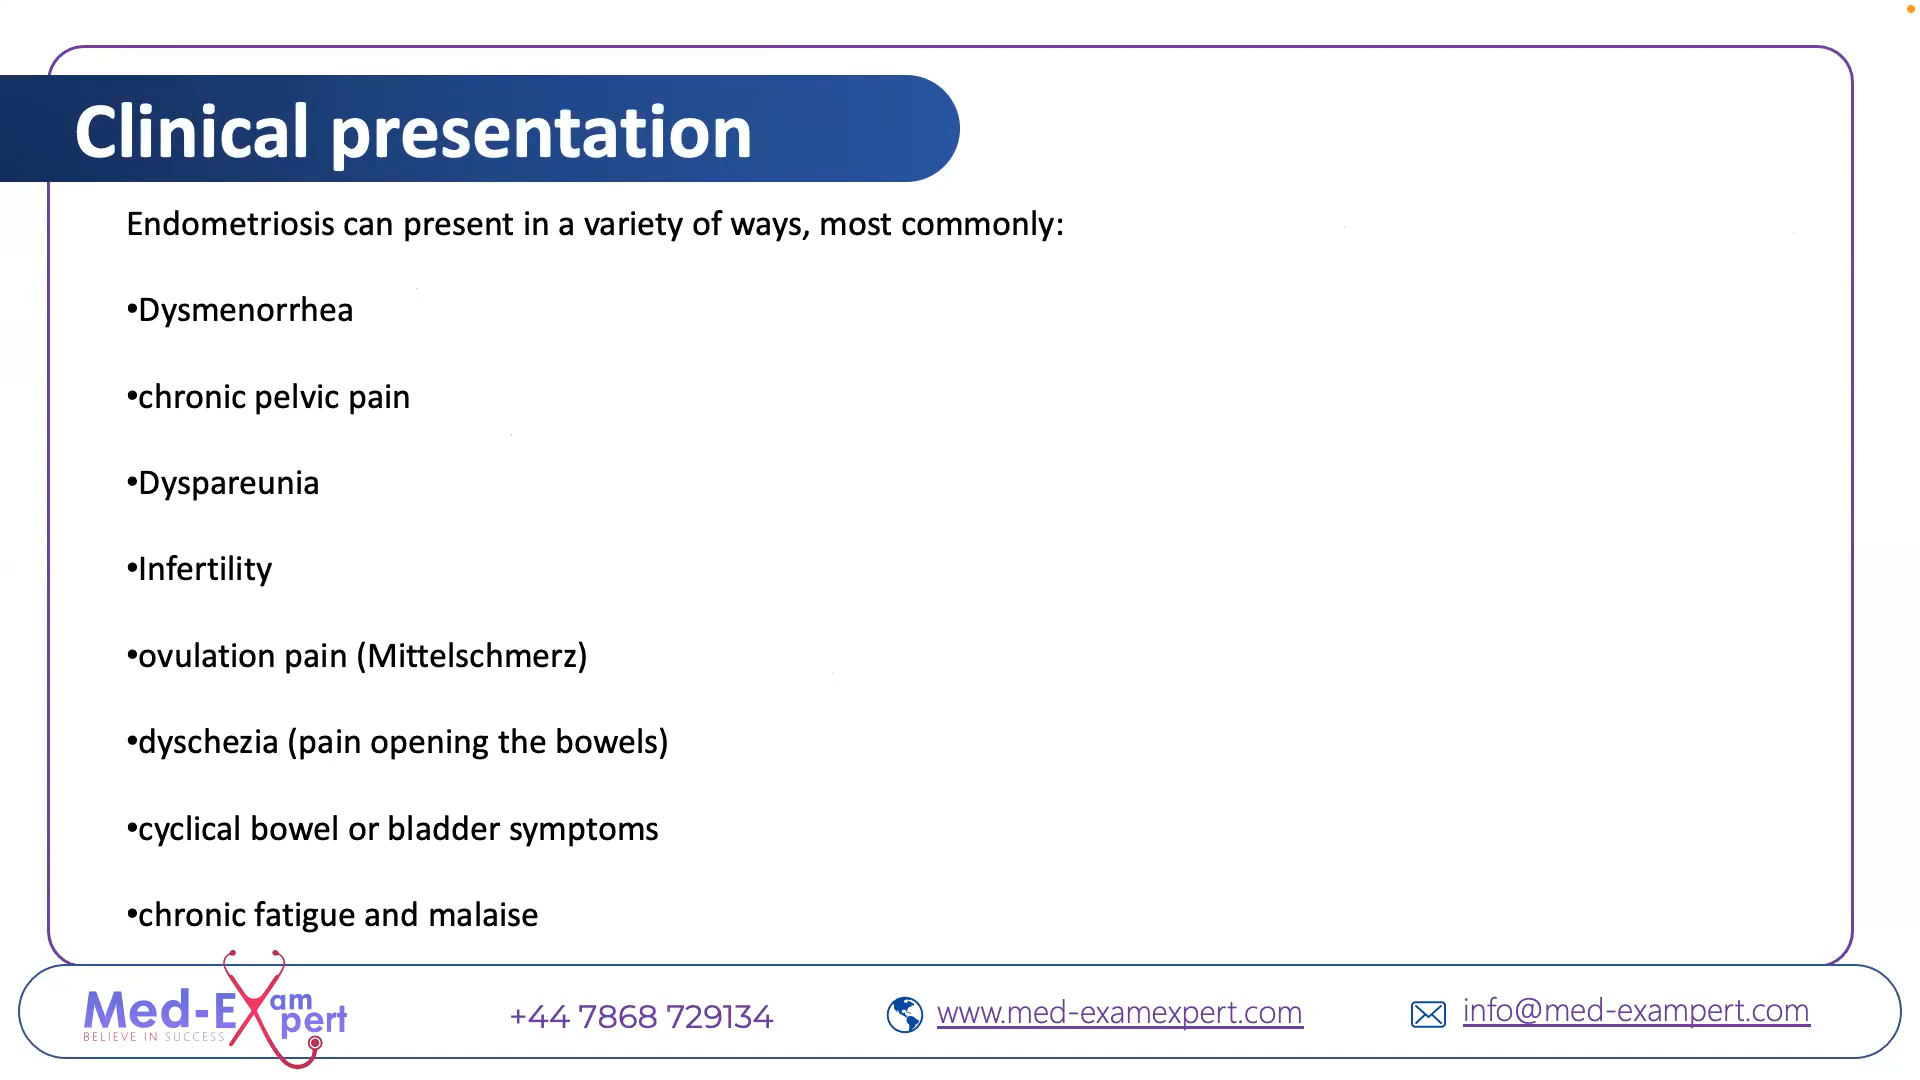 Clinical presentation
Endometriosis can present in a variety of ways, most commonly:
•Dysmenorrhea
•chronic pelvic pain
•Dyspareunia
•Infertility
•ovulation pain (Mittelschmerz)
•dyschezia (pain opening the bowels)
•cyclical bowel or bladder symptoms
•chronic fatigue and malaise
Med-Exam
pert
BELIEVE IN SUCCESS
+44 7868 729134
www.med-examexpert.com
info@med-exampert.com